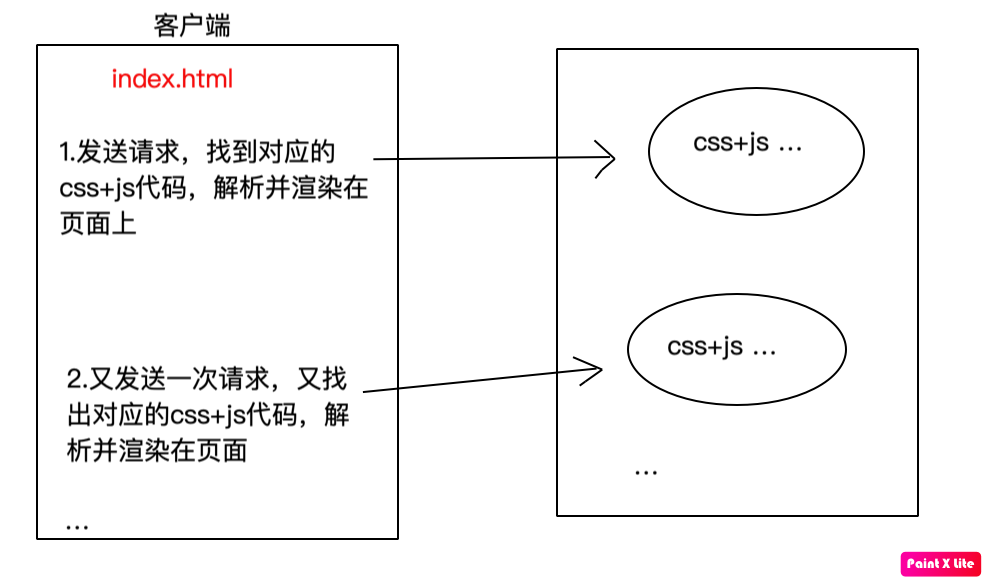 客户端
index.html
1.发送请求，找到对应的
css+js代码，解析并渲染在
页面上
css+js ...
2.又发送一次请求，又找
出对应的css+js代码，解
析并渲染在页面
css+js ...
...
...
Paint X Lite